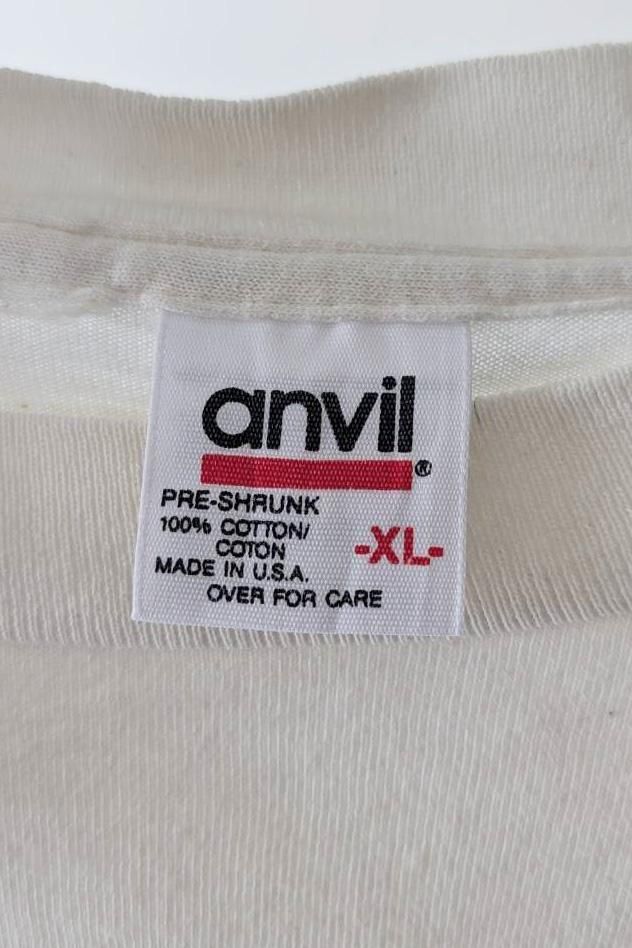 anvil®
PRE-SHRUNK
100% COTTON/
COTON
-XL-
MADE IN U.S.A.
OVER FOR CARE